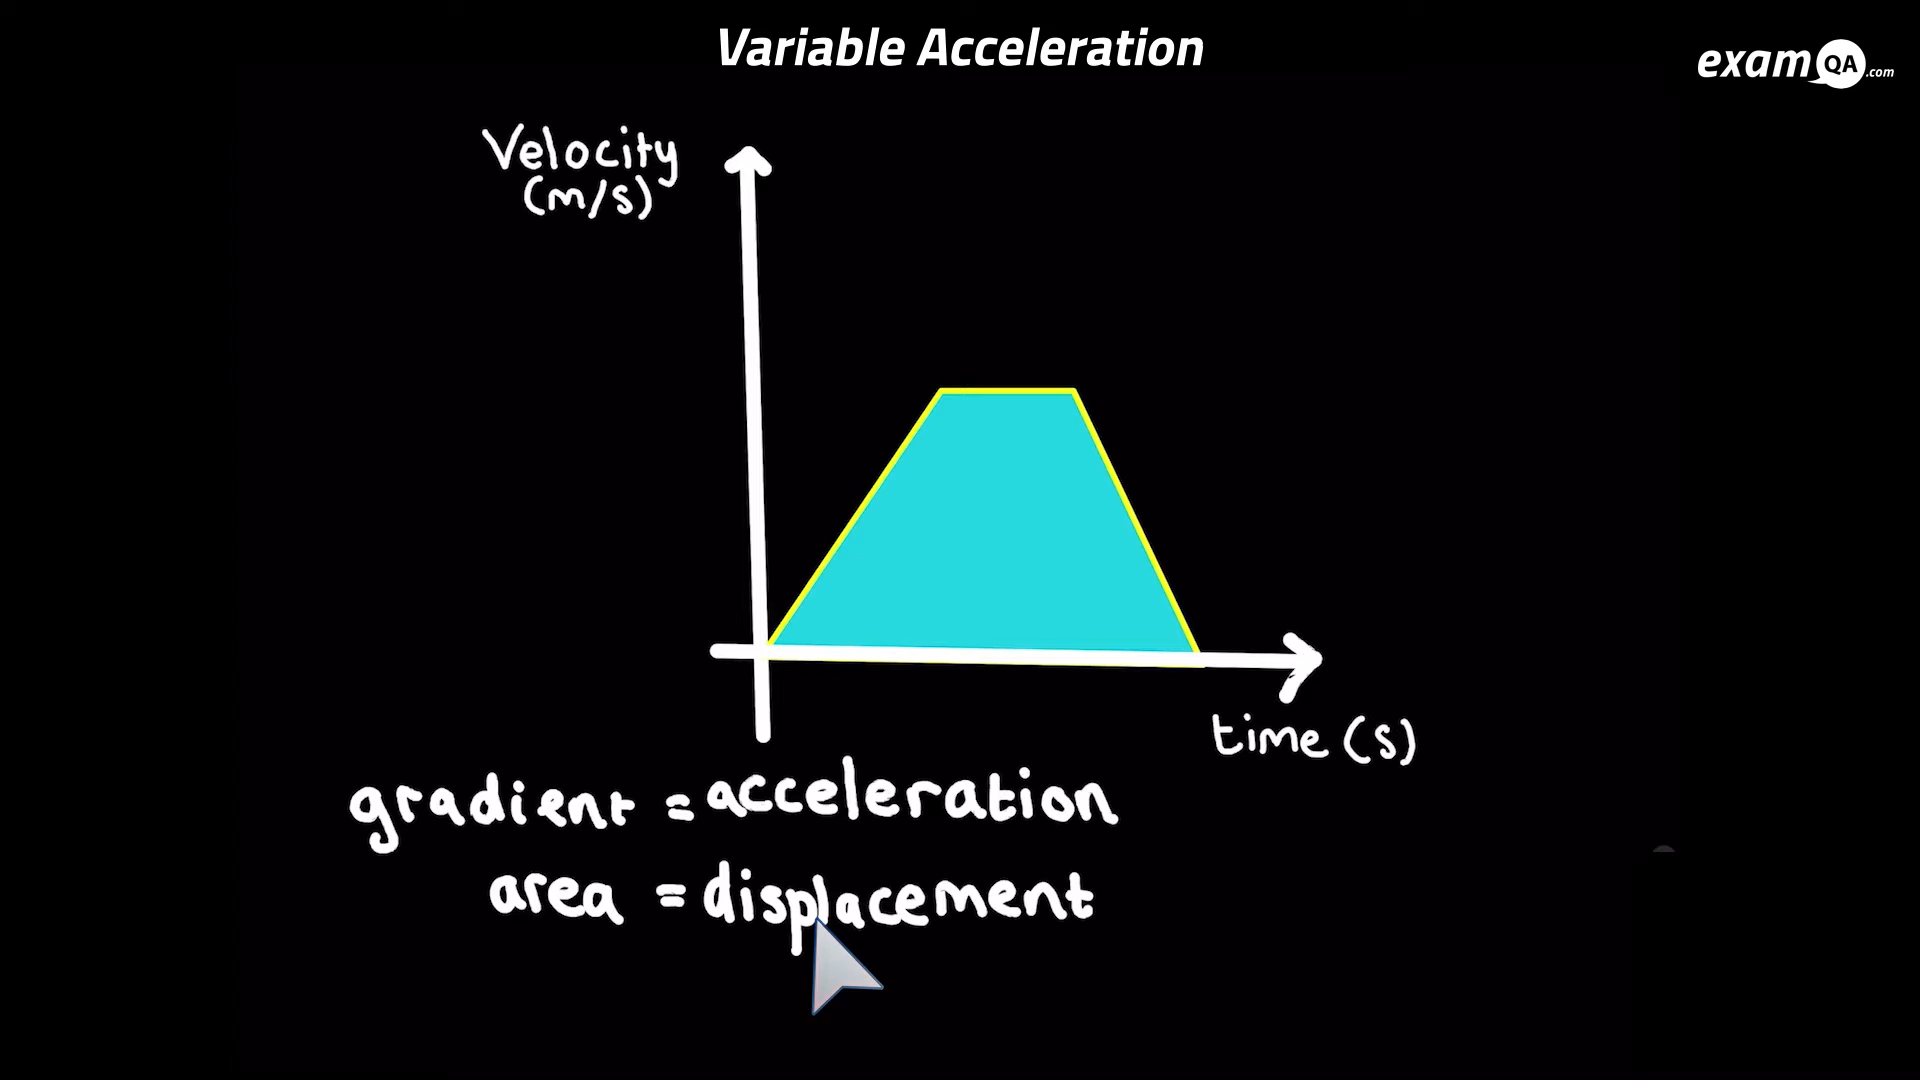 Variable Acceleration
examQA.com
Velocity
(m/s)
time (s)
gradient = acceleration
area = displacement